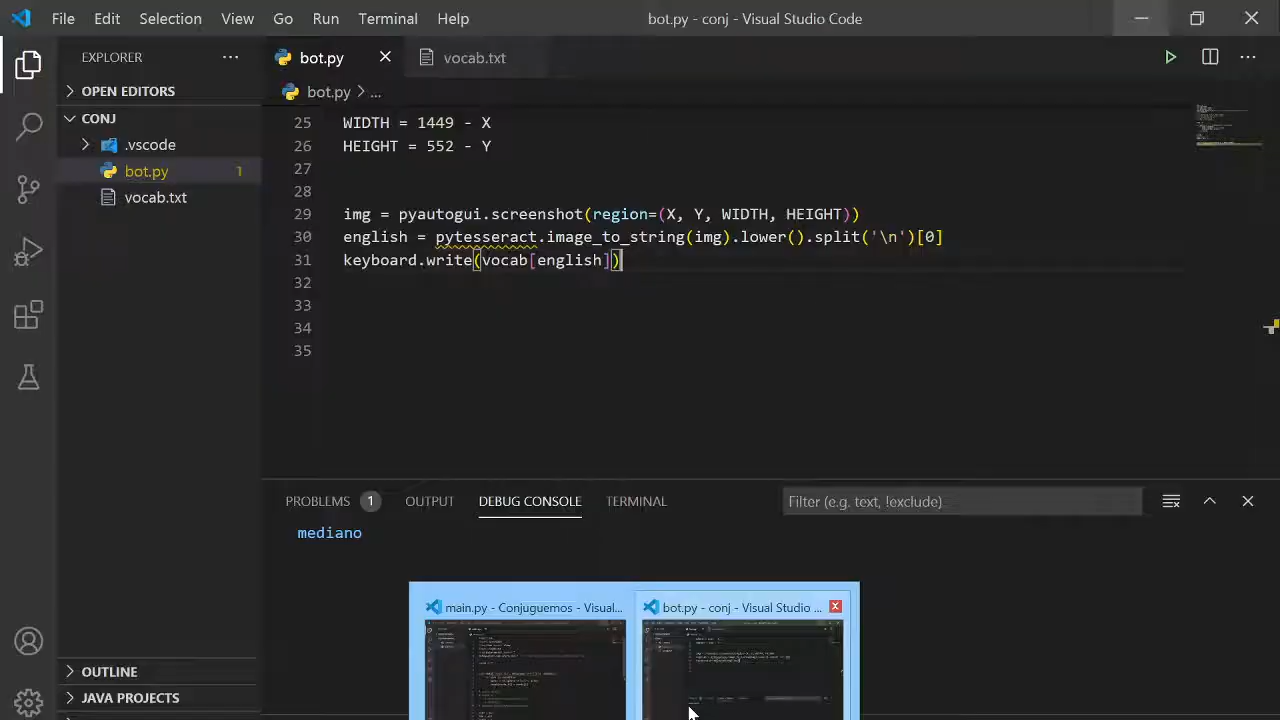 File Edit Selection View Go Run Terminal Help bot.py - conj - Visual Studio Code
EXPLORER
bot.py
vocab.txt
OPEN EDITORS
bot.py > ...
CONJ
.vscode
bot.py 1
vocab.txt
25 WIDTH = 1449 - X
26 HEIGHT = 552 - Y
27
28
29 img = pyautogui.screenshot(region=(X, Y, WIDTH, HEIGHT))
30 english = pytesseract.image_to_string(img).lower().split('\n')[0]
31 keyboard.write(vocab[english])
32
33
34
35
PROBLEMS 1 OUTPUT DEBUG CONSOLE TERMINAL Filter (e.g. text, !exclude)
mediano
main.py - Conjuguemos - Visual...
bot.py - conj - Visual Studio ...
OUTLINE
JAVA PROJECTS